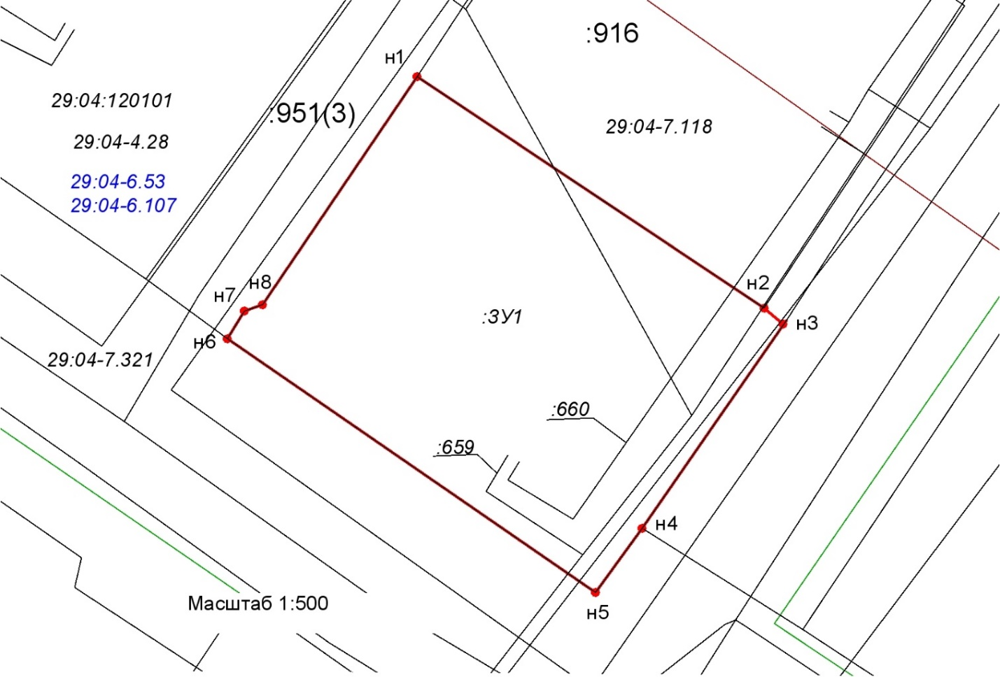 :916
н1
29:04:120101
:951(3)
29:04-7.118
29:04-4.28
29:04-6.53
29:04-6.107
н8
н2
н7
:ЗУ1
н3
н6
29:04-7.321
:660
:659
н4
Масштаб 1:500
н5